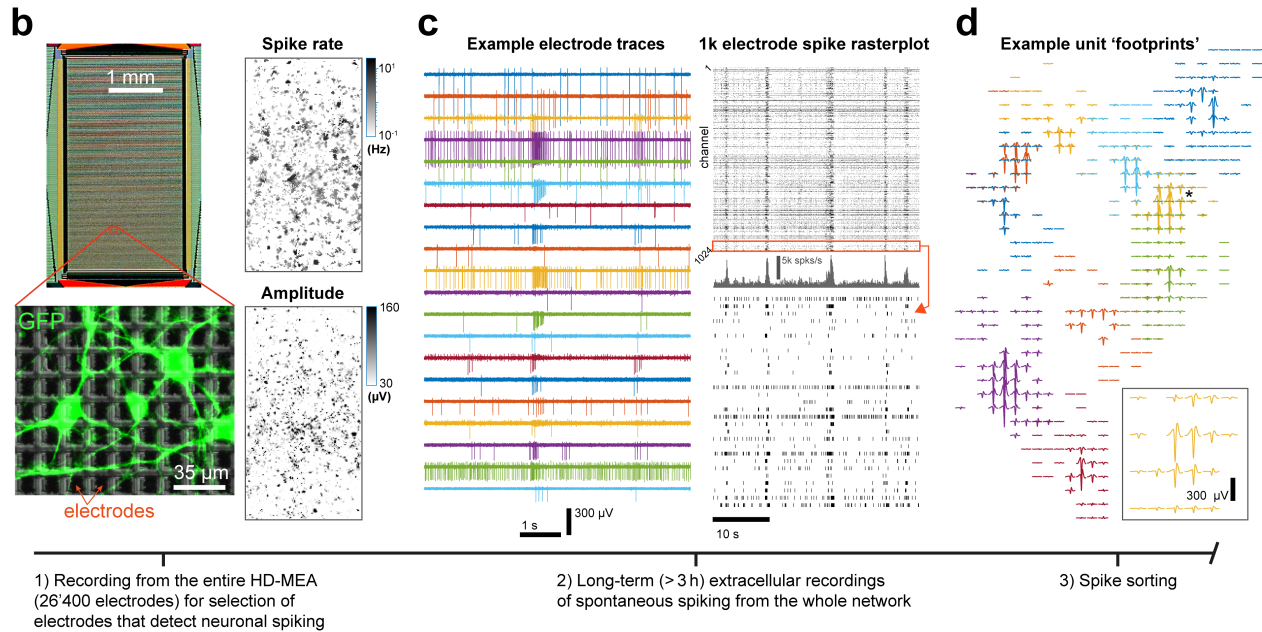 b
1 mm
Spike rate
10¹
10⁻¹
(Hz)
GFP
35 µm
electrodes
Amplitude
160
30
(µV)
c
Example electrode traces
1 s
300 µV
1k electrode spike rasterplot
1
channel
1024
5k spks/s
10 s
d
Example unit ‘footprints’
*
300 µV
1) Recording from the entire HD-MEA
(26’400 electrodes) for selection of
electrodes that detect neuronal spiking
2) Long-term (> 3 h) extracellular recordings
of spontaneous spiking from the whole network
3) Spike sorting